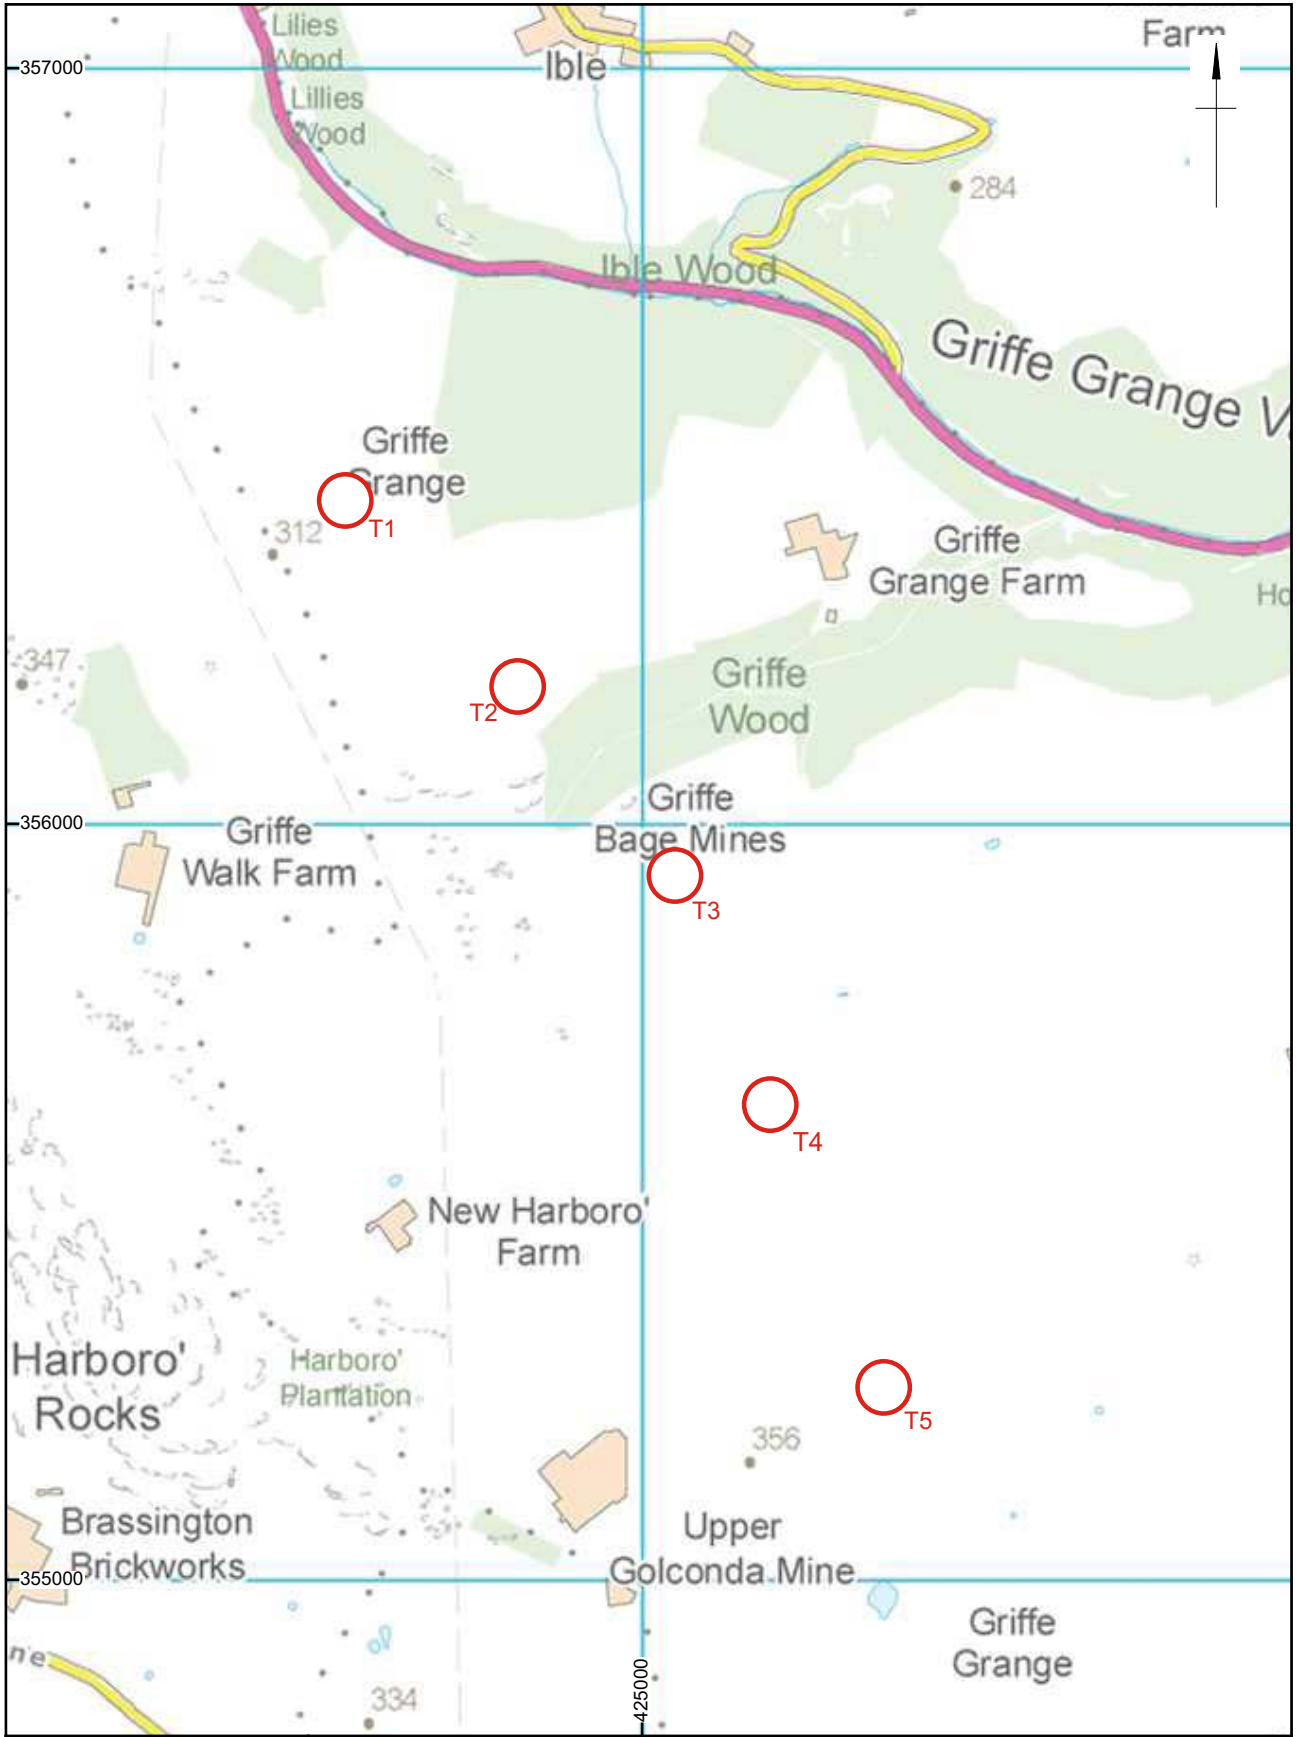 Lilies
Wood
Farm
357000
Ible
Lillies
Wood
284
Ible Wood
Griffe Grange
Griffe
Grange
T1
312
Griffe
Grange Farm
347
T2
Griffe
Wood
Griffe
Bage Mines
356000
Griffe
Walk Farm
T3
T4
New Harboro'
Farm
Harboro'
Rocks
Harboro'
Plantation
T5
356
Brassington
Brickworks
Upper
Golconda Mine
355000
Griffe
Grange
425000
334